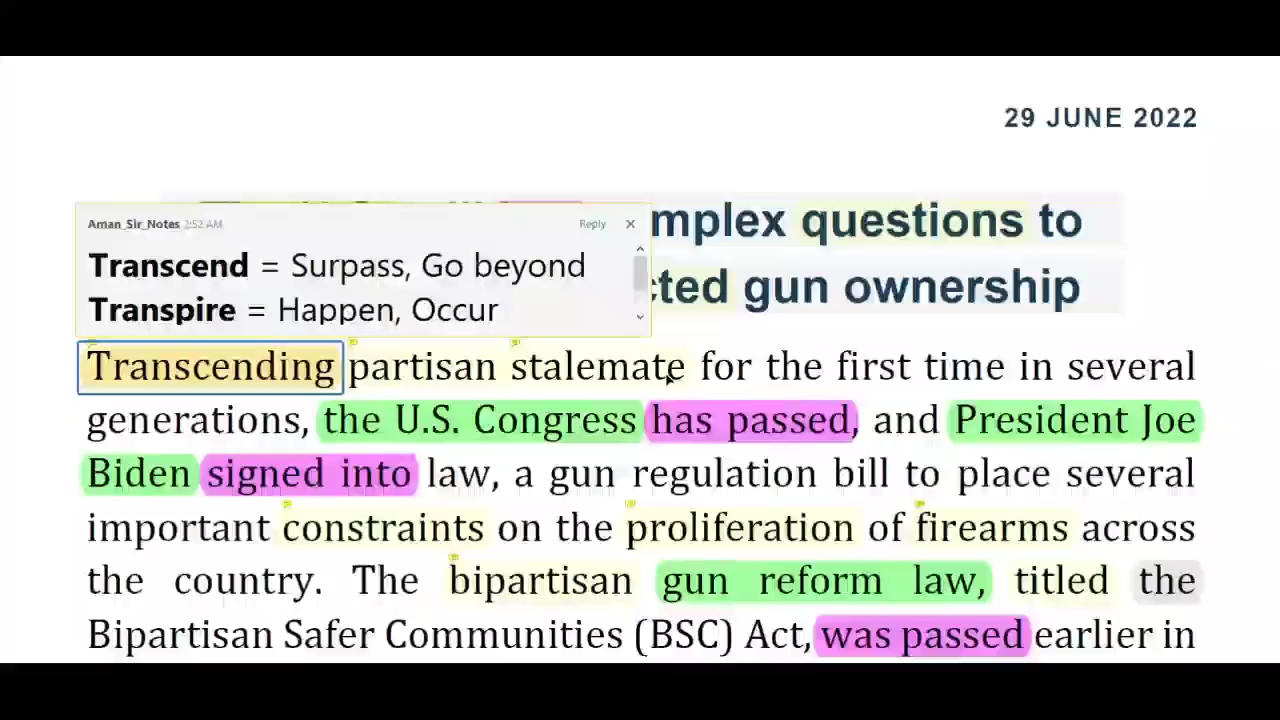 29 JUNE 2022
mplex questions to
Aman_Sir_Notes 2:52 AM Reply
Transcend = Surpass, Go beyond
cted gun ownership
Transpire = Happen, Occur
Transcending partisan stalemate for the first time in several
generations, the U.S. Congress has passed, and President Joe
Biden signed into law, a gun regulation bill to place several
important constraints on the proliferation of firearms across
the country. The bipartisan gun reform law, titled the
Bipartisan Safer Communities (BSC) Act, was passed earlier in